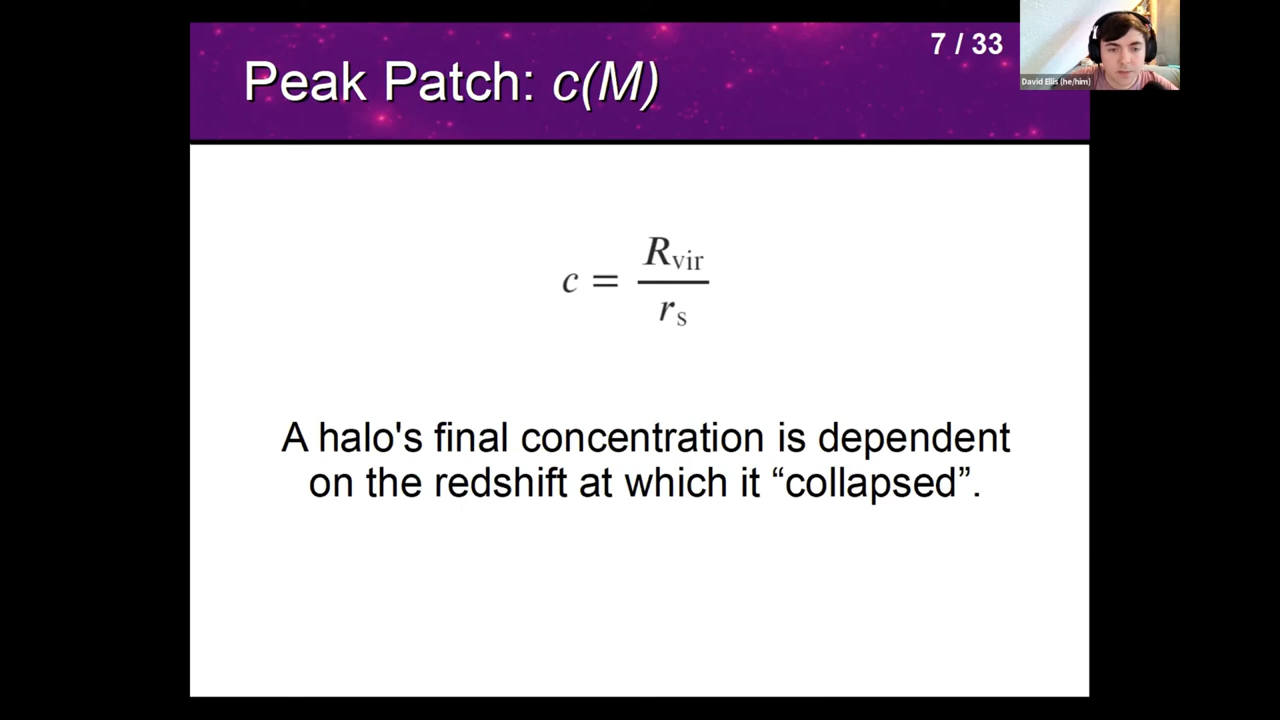 7 / 33
Peak Patch: c(M)
David Ellis (he/him)
c = R_vir / r_s
A halo's final concentration is dependent
on the redshift at which it “collapsed”.